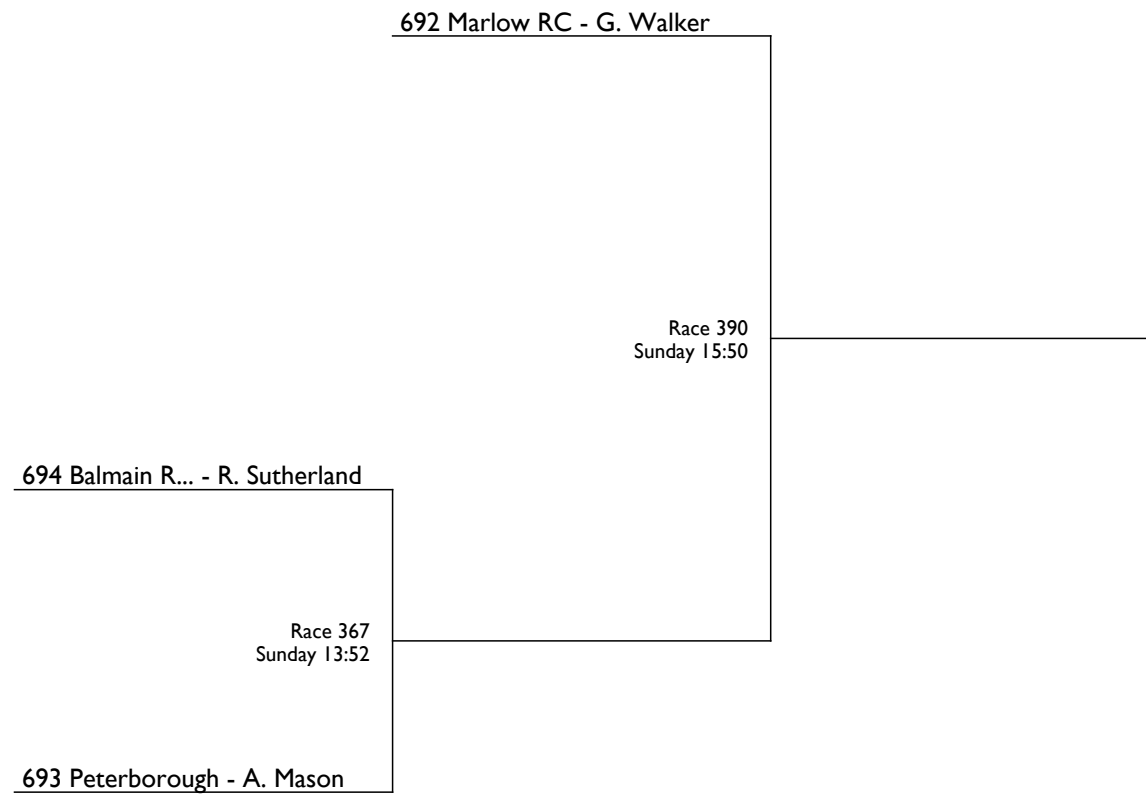 692 Marlow RC - G. Walker
Race 390
Sunday 15:50
694 Balmain R... - R. Sutherland
Race 367
Sunday 13:52
693 Peterborough - A. Mason